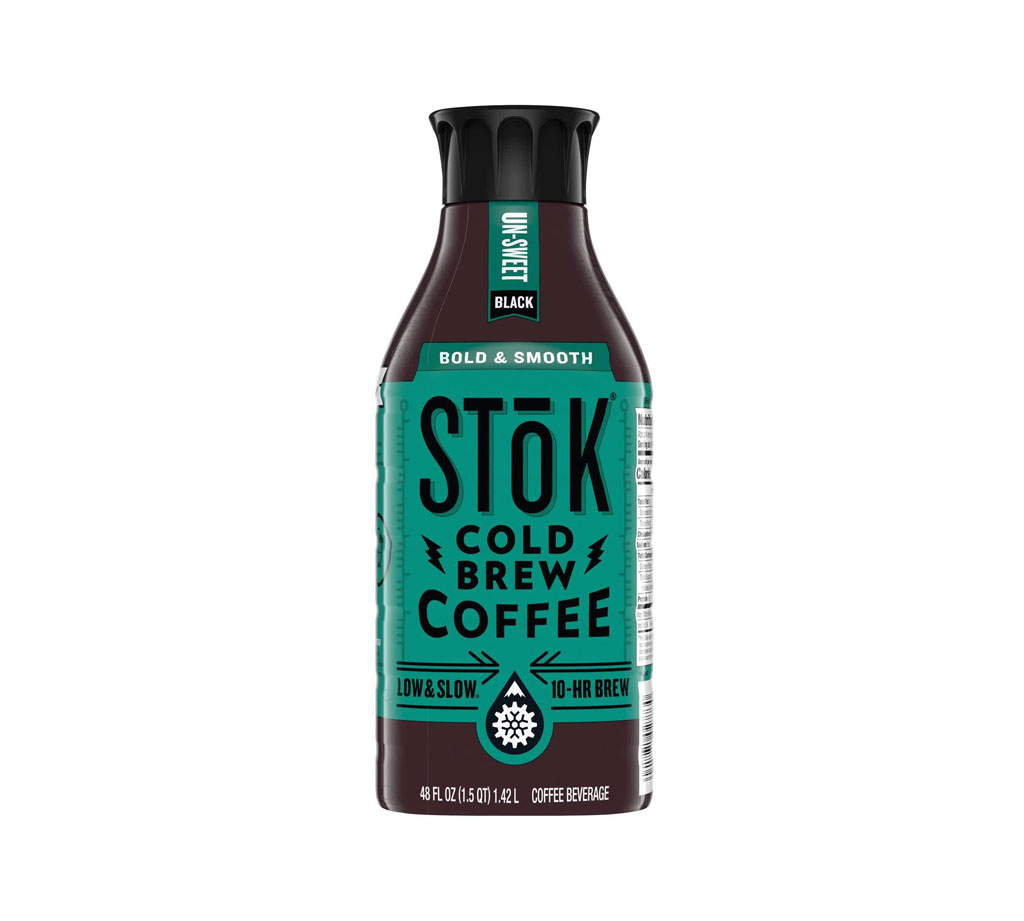 UN-SWEET
BLACK
BOLD & SMOOTH
STōK®
COLD
BREW
COFFEE
LOW & SLOW®
10-HR BREW
48 FL OZ (1.5 QT) 1.42 L COFFEE BEVERAGE